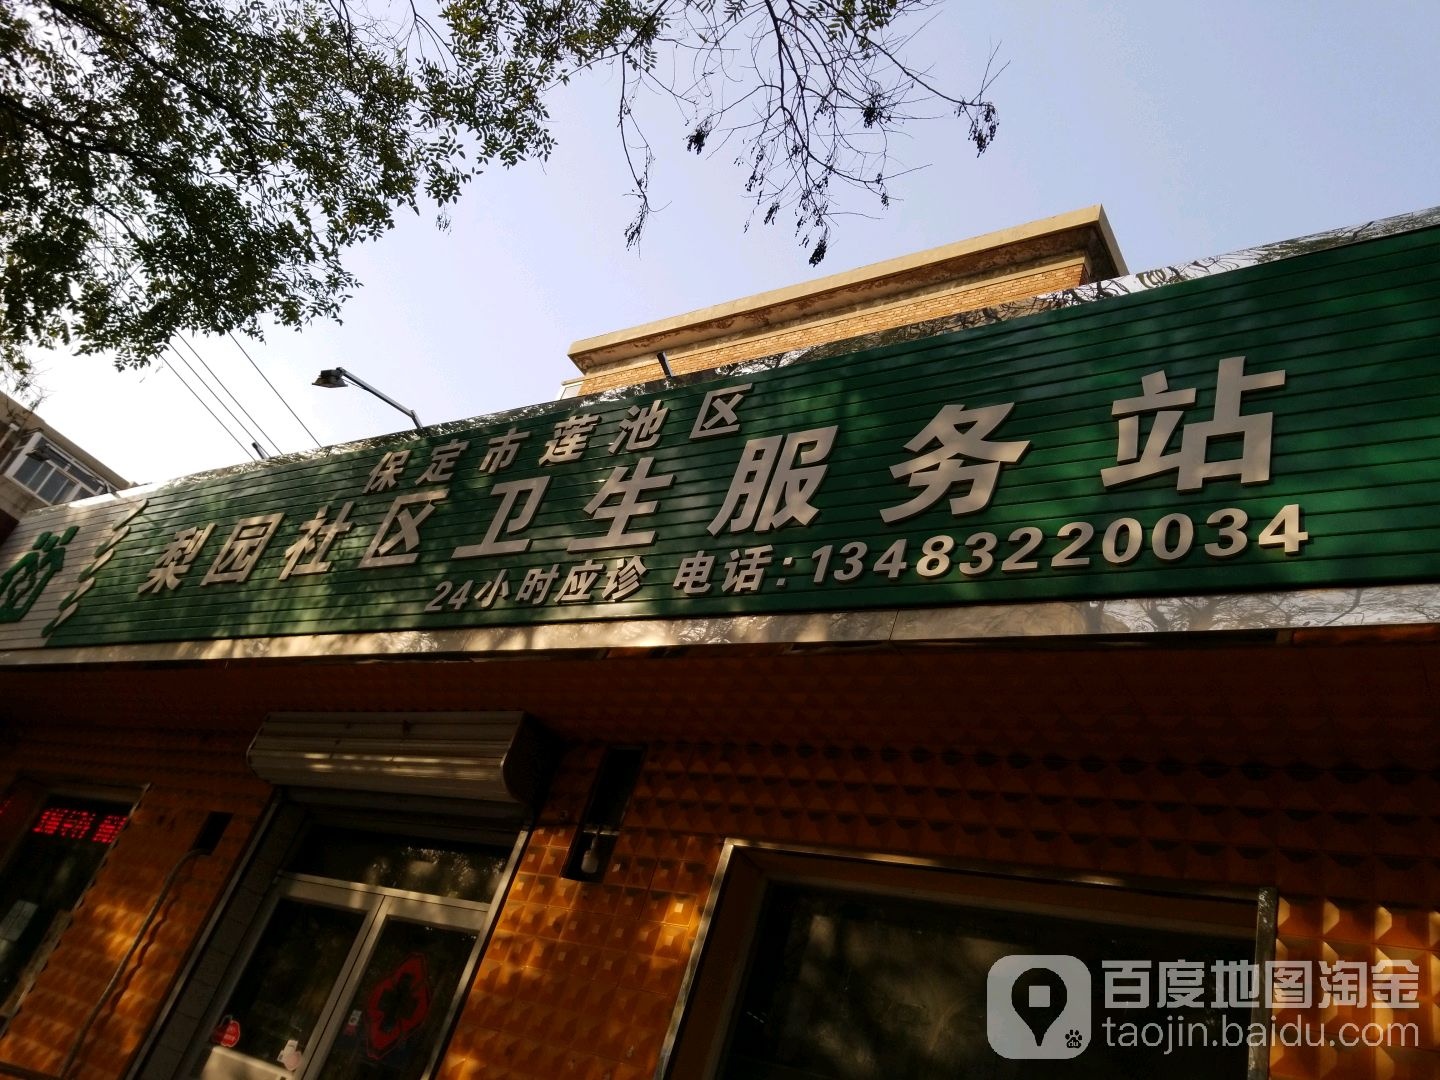 保定市莲池区
梨园社区卫生服务站
24小时应诊 电话:13483220034
百度地图淘金
taojin.baidu.com